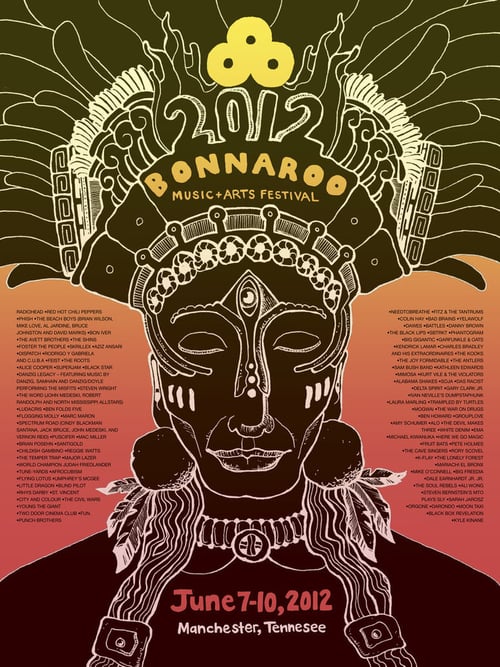 2012
BONNAROO
MUSIC+ARTS FESTIVAL
RADIOHEAD •RED HOT CHILI PEPPERS
•PHISH •THE BEACH BOYS (BRIAN WILSON,
MIKE LOVE, AL JARDINE, BRUCE
JOHNSTON AND DAVID MARKS •BON IVER
•THE AVETT BROTHERS •THE SHINS
•FOSTER THE PEOPLE •SKRILLEX •AZIZ ANSARI
•DISPATCH •RODRIGO Y GABRIELA
AND C.U.B.A •FEIST •THE ROOTS
•ALICE COOPER •SUPERJAM •BLACK STAR
•DANZIG LEGACY – FEATURING MUSIC BY
DANZIG, SAMHAIN AND DANZIG/DOYLE
PERFORMING THE MISFITS •STEVEN WRIGHT
•THE WORD (JOHN MEDESKI, ROBERT
RANDOLPH AND NORTH MISSISSIPPI ALLSTARS)
•LUDACRIS •BEN FOLDS FIVE
•FLOGGING MOLLY •MARC MARON
•SPECTRUM ROAD (CINDY BLACKMAN
SANTANA, JACK BRUCE, JOHN MEDESKI, AND
VERNON REID) •PUSCIFER •MAC MILLER
•BRIAN POSEHN •SANTIGOLD
•CHILDISH GAMBINO •REGGIE WATTS
•THE TEMPER TRAP •MAJOR LAZER
•WORLD CHAMPION JUDAH FRIEDLANDER
•TUNE-YARDS •AFROCUBISM
•FLYING LOTUS •UMPHREY'S MCGEE
•LITTLE DRAGON •BLIND PILOT
•RHYS DARBY •ST. VINCENT
•CITY AND COLOUR •THE CIVIL WARS
•YOUNG THE GIANT
•TWO DOOR CINEMA CLUB •FUN.
•PUNCH BROTHERS
•NEEDTOBREATHE •FITZ & THE TANTRUMS
•COLIN HAY •BAD BRAINS •YELAWOLF
•DAWES •BATTLES •DANNY BROWN
•THE BLACK LIPS •SBTRKT •PHANTOGRAM
•BIG GIGANTIC •GARFUNKLE & OATS
•KENDRICK LAMAR •CHARLES BRADLEY
AND HIS EXTRAORDINAIRES •THE KOOKS
•THE JOY FORMIDABLE •THE ANTLERS
•SAM BUSH BAND •KATHLEEN EDWARDS
•MIMOSA •KURT VILE & THE VIOLATORS
•ALABAMA SHAKES •SOJA •DAS RACIST
•DELTA SPIRIT •GARY CLARK JR.
•IVAN NEVILLE'S DUMPSTAPHUNK
•LAURA MARLING •TRAMPLED BY TURTLES
•MOGWAI •THE WAR ON DRUGS
•BEN HOWARD •GROUPLOVE
•AMY SCHUMER •ALO •THE DEVIL MAKES
THREE •WHITE DENIM •EMA
•MICHAEL KIWANUKA •HERE WE GO MAGIC
•FRUIT BATS •PETE HOLMES
•THE CAVE SINGERS •RORY SCOVEL
•K-FLAY •THE LONELY FOREST
•MARIACHI EL BRONX
•MIKE O'CONNELL •BIG FREEDIA
•DALE EARNHARDT JR. JR.
•THE SOUL REBELS •ALI WONG
•STEVEN BERNSTEIN'S MTO
PLAYS SLY •SARAH JAROSZ
•ORGONE •DARONDO •MOON TAXI
•BLACK BOX REVELATION
•KYLE KINANE
June 7-10, 2012
Manchester, Tennesee